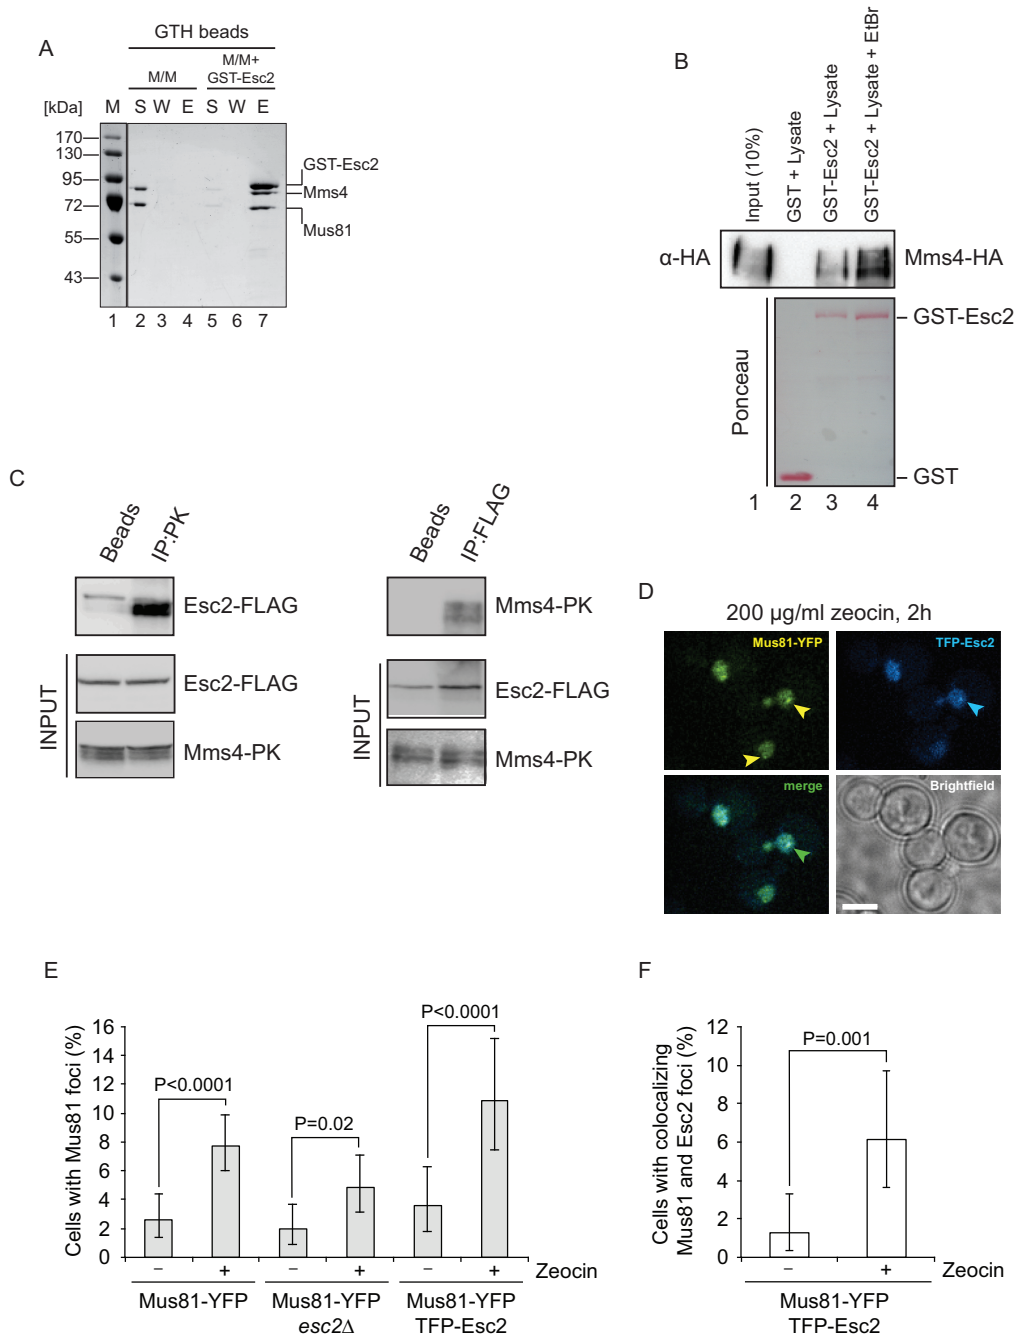 A
GTH beads
M/M
M/M+
GST-Esc2
[kDa] M S W E S W E
170
130
95
72
55
43
GST-Esc2
Mms4
Mus81
1 2 3 4 5 6 7
B
Input (10%)
GST + Lysate
GST-Esc2 + Lysate
GST-Esc2 + Lysate + EtBr
α-HA
Mms4-HA
Ponceau
GST-Esc2
GST
1 2 3 4
C
Beads
IP:PK
Esc2-FLAG
INPUT
Esc2-FLAG
Mms4-PK
Beads
IP:FLAG
Mms4-PK
INPUT
Esc2-FLAG
Mms4-PK
D
200 µg/ml zeocin, 2h
Mus81-YFP
TFP-Esc2
merge
Brightfield
E
Cells with Mus81 foci (%)
16
14
12
10
8
6
4
2
0
P<0.0001
P=0.02
P<0.0001
– + – + – + Zeocin
Mus81-YFP
Mus81-YFP
esc2Δ
Mus81-YFP
TFP-Esc2
F
Cells with colocalizing
Mus81 and Esc2 foci (%)
12
10
8
6
4
2
0
P=0.001
– + Zeocin
Mus81-YFP
TFP-Esc2